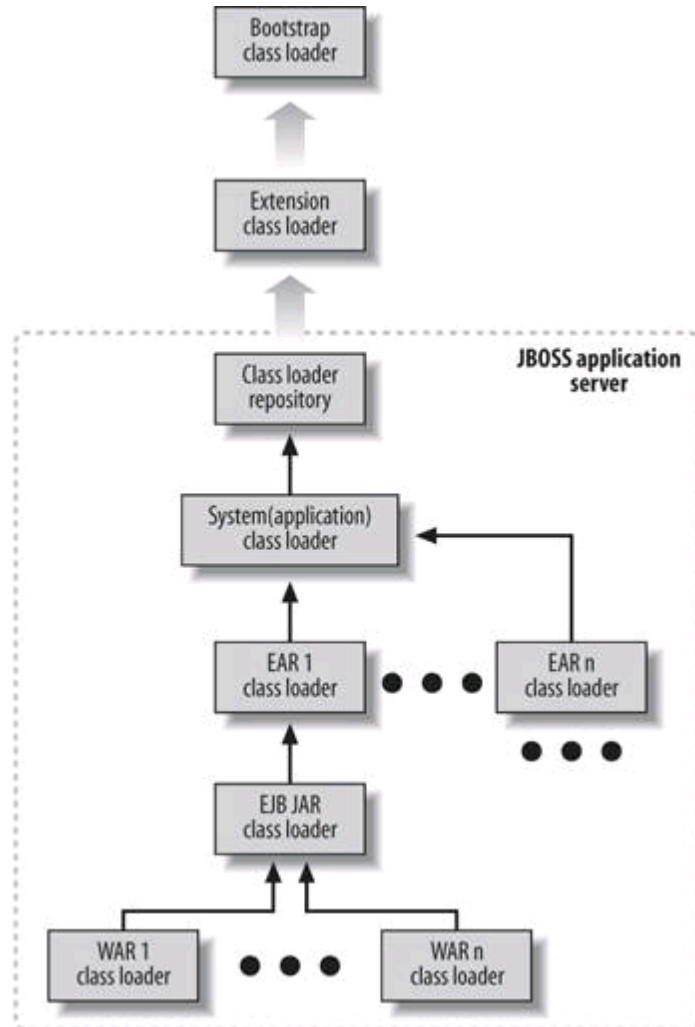 Bootstrap
class loader
Extension
class loader
JBOSS application
server
Class loader
repository
System(application)
class loader
EAR 1
class loader
EAR n
class loader
EJB JAR
class loader
WAR 1
class loader
WAR n
class loader